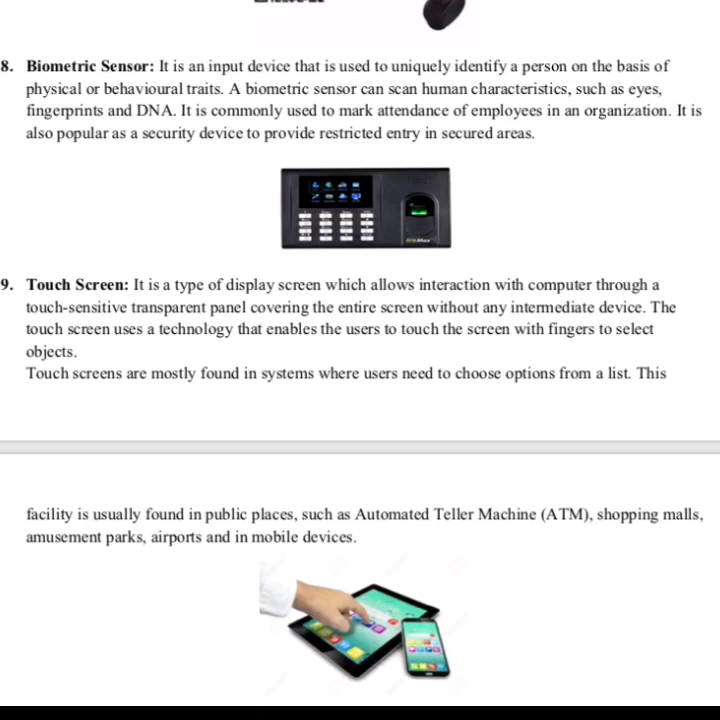 8. Biometric Sensor: It is an input device that is used to uniquely identify a person on the basis of
physical or behavioural traits. A biometric sensor can scan human characteristics, such as eyes,
fingerprints and DNA. It is commonly used to mark attendance of employees in an organization. It is
also popular as a security device to provide restricted entry in secured areas.
9. Touch Screen: It is a type of display screen which allows interaction with computer through a
touch-sensitive transparent panel covering the entire screen without any intermediate device. The
touch screen uses a technology that enables the users to touch the screen with fingers to select
objects.
Touch screens are mostly found in systems where users need to choose options from a list. This
facility is usually found in public places, such as Automated Teller Machine (ATM), shopping malls,
amusement parks, airports and in mobile devices.